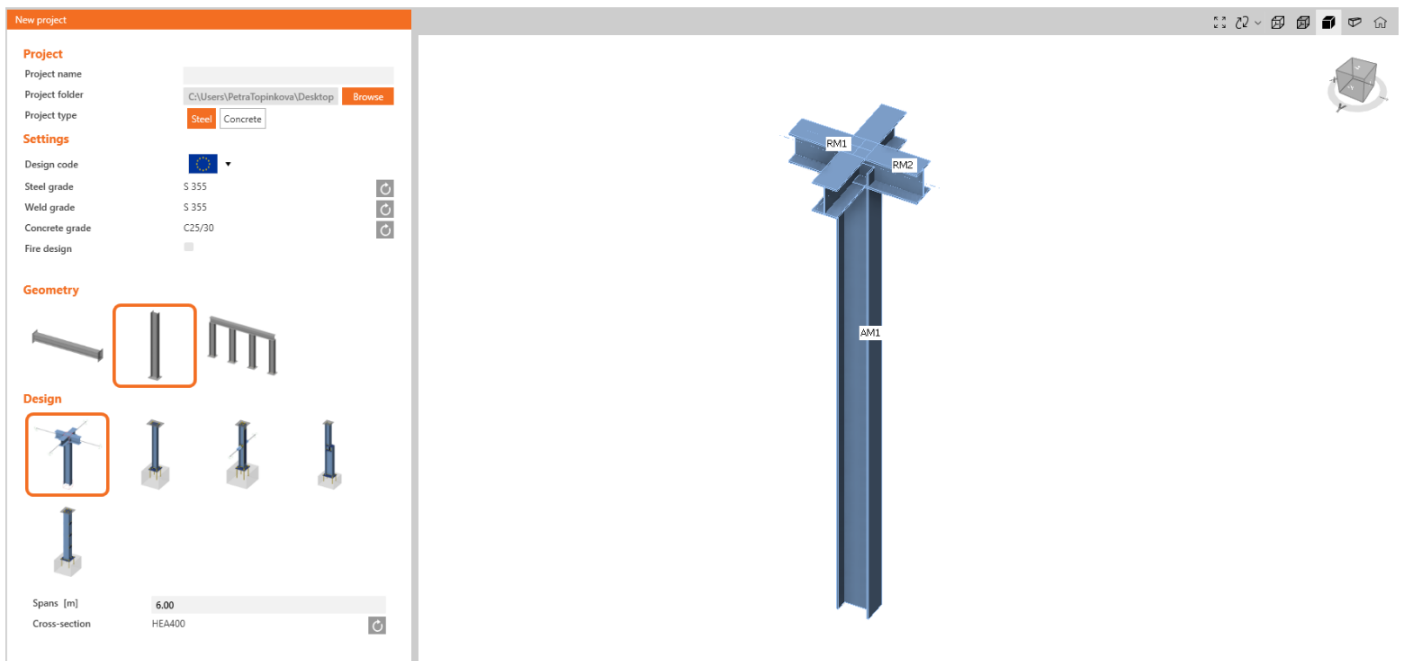 New project
Project
Project name
Project folder C:\Users\PetraTopinkova\Desktop Browse
Project type Steel Concrete
Settings
Design code
Steel grade S 355
Weld grade S 355
Concrete grade C25/30
Fire design
Geometry
Design
Spans [m] 6.00
Cross-section HEA400
RM1
RM2
AM1